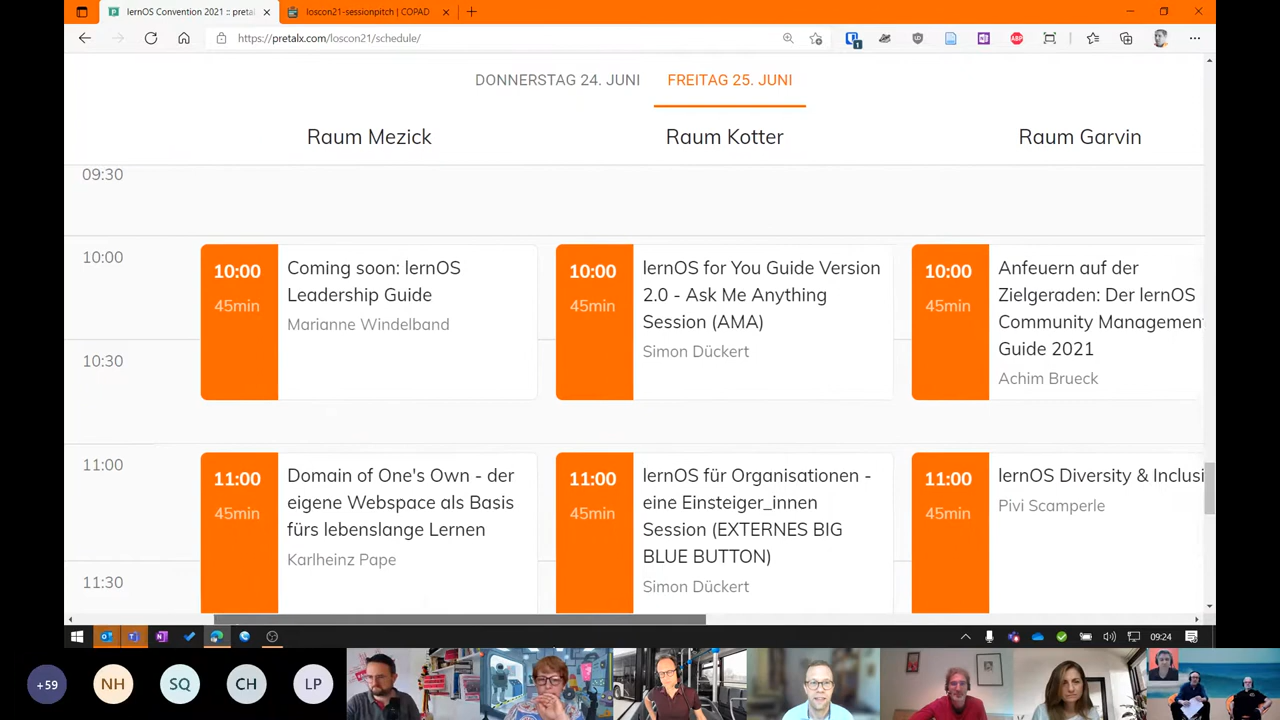 lernOS Convention 2021 :: pretal
loscon21-sessionpitch | COPAD
https://pretalx.com/loscon21/schedule/
1
ABP
DONNERSTAG 24. JUNI
FREITAG 25. JUNI
Raum Mezick
Raum Kotter
Raum Garvin
09:30
10:00
10:00
45min
Coming soon: lernOS
Leadership Guide
Marianne Windelband
10:00
45min
lernOS for You Guide Version
2.0 - Ask Me Anything
Session (AMA)
Simon Dückert
10:00
45min
Anfeuern auf der
Zielgeraden: Der lernOS
Community Management
Guide 2021
Achim Brueck
10:30
11:00
11:00
45min
Domain of One's Own - der
eigene Webspace als Basis
fürs lebenslange Lernen
Karlheinz Pape
11:00
45min
lernOS für Organisationen -
eine Einsteiger_innen
Session (EXTERNES BIG
BLUE BUTTON)
Simon Dückert
11:00
45min
lernOS Diversity & Inclusi
Pivi Scamperle
11:30
09:24
+59
NH
SQ
CH
LP